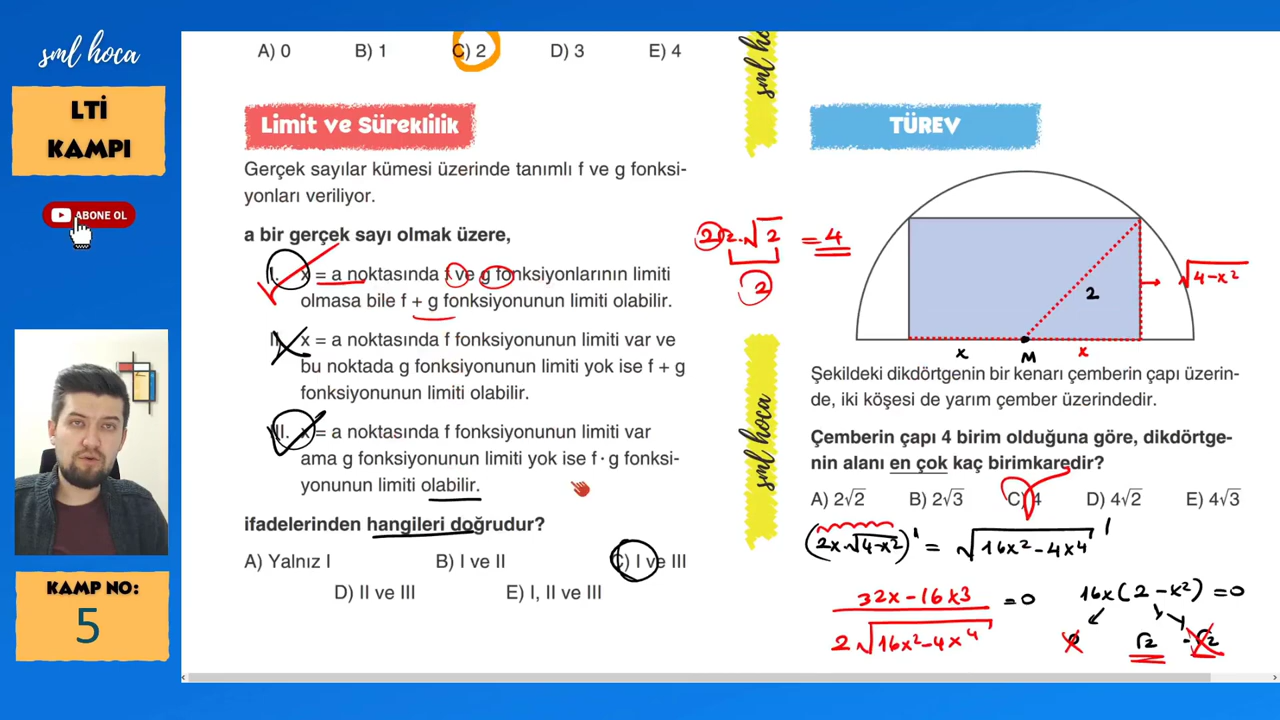 sml hoca
LTİ
KAMPI
ABONE OL
KAMP NO:
5
A) 0 B) 1 C) 2 D) 3 E) 4
Limit ve Süreklilik
Gerçek sayılar kümesi üzerinde tanımlı f ve g fonksi-
yonları veriliyor.
a bir gerçek sayı olmak üzere,
I. x = a noktasında f ve g fonksiyonlarının limiti
olmasa bile f + g fonksiyonunun limiti olabilir.
II. x = a noktasında f fonksiyonunun limiti var ve
bu noktada g fonksiyonunun limiti yok ise f + g
fonksiyonunun limiti olabilir.
III. x = a noktasında f fonksiyonunun limiti var
ama g fonksiyonunun limiti yok ise f · g fonksi-
yonunun limiti olabilir.
ifadelerinden hangileri doğrudur?
A) Yalnız I B) I ve II C) I ve III
D) II ve III E) I, II ve III
sml hoca
sml hoca
TÜREV
2√2.√2 = 4
2
2
√4-x²
x M x
Şekildeki dikdörtgenin bir kenarı çemberin çapı üzerin-
de, iki köşesi de yarım çember üzerindedir.
Çemberin çapı 4 birim olduğuna göre, dikdörtge-
nin alanı en çok kaç birimkaredir?
A) 2√2 B) 2√3 C) 4 D) 4√2 E) 4√3
(2x.√4-x²)' = √16x²-4x⁴'
32x-16x3 = 0 16x(2-x²)=0
2√16x²-4x⁴' 0 √2 -√2